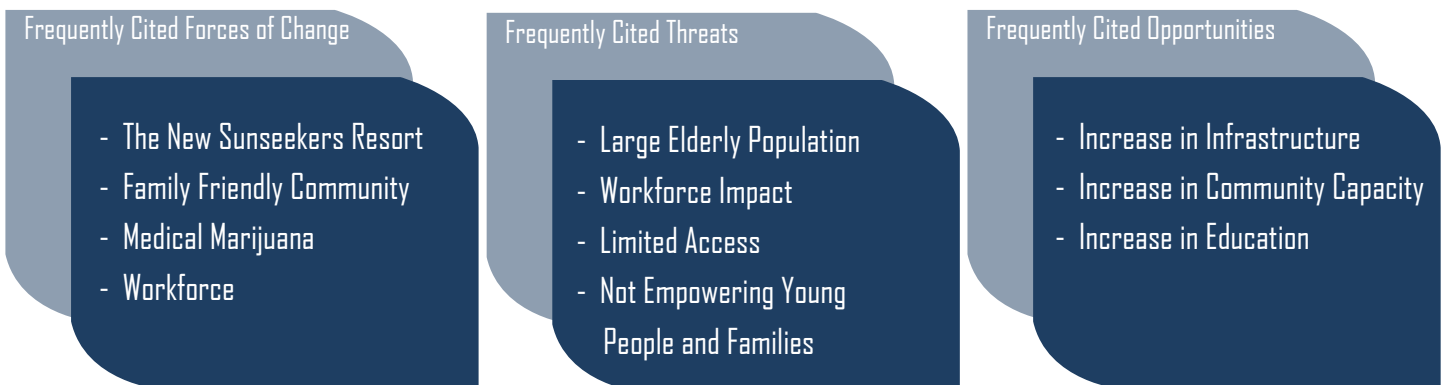 Frequently Cited Forces of Change
- The New Sunseekers Resort
- Family Friendly Community
- Medical Marijuana
- Workforce
Frequently Cited Threats
- Large Elderly Population
- Workforce Impact
- Limited Access
- Not Empowering Young
People and Families
Frequently Cited Opportunities
- Increase in Infrastructure
- Increase in Community Capacity
- Increase in Education